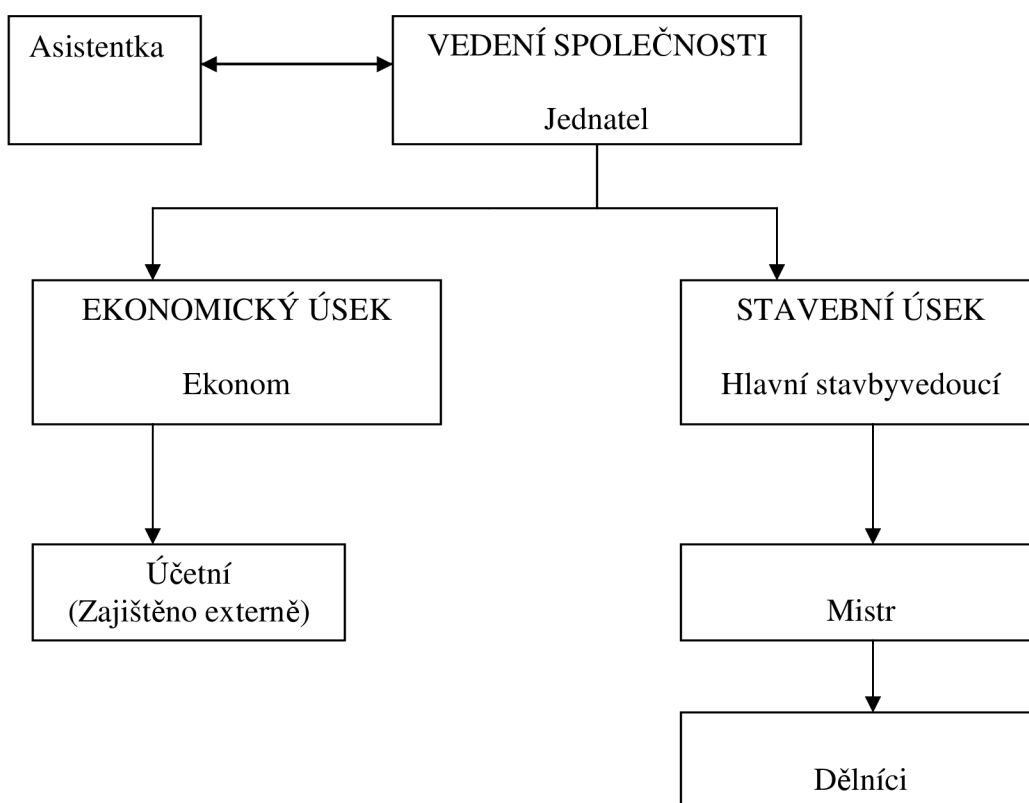 Asistentka
VEDENÍ SPOLEČNOSTI
Jednatel
EKONOMICKÝ ÚSEK
Ekonom
STAVEBNÍ ÚSEK
Hlavní stavbyvedoucí
Účetní
(Zajištěno externě)
Mistr
Dělníci